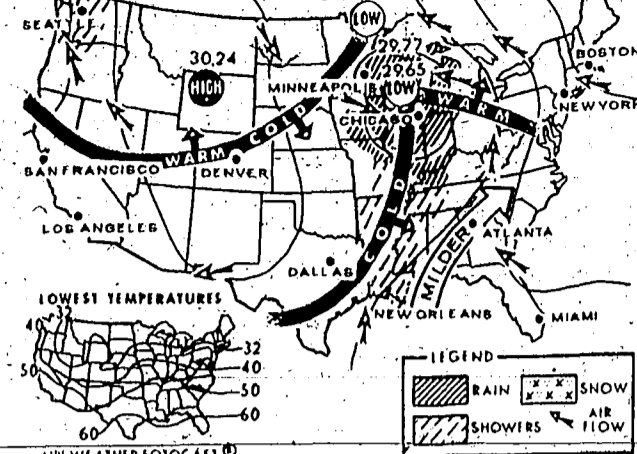 SEATTLE
LOW
30.24
HIGH
29.77
29.65
LOW
BOSTON
MINNEAPOLIS
NEW YORK
CHICAGO
WARM
WARM COLD
SAN FRANCISCO
DENVER
LOS ANGELES
COLD
ATLANTA
DALLAS
MILDER
NEW ORLEANS
MIAMI
LOWEST TEMPERATURES
32
40
50
32
40
50
60
60
LEGEND
RAIN
SNOW
SHOWERS
AIR
FLOW
WEATHER FOTOCAST